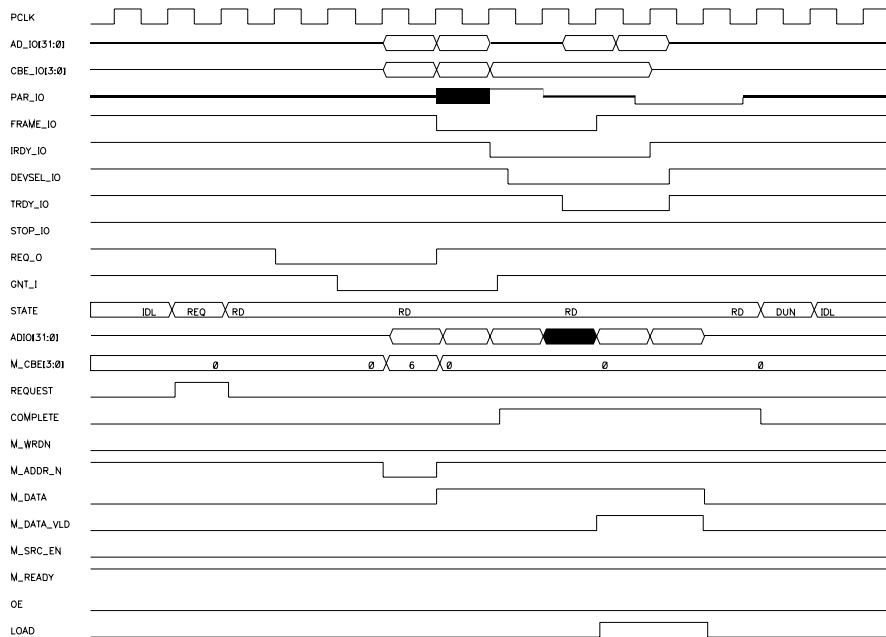 PCLK
AD_IO[31:0]
CBE_IO[3:0]
PAR_IO
FRAME_IO
IRDY_IO
DEVSEL_IO
TRDY_IO
STOP_IO
REQ_O
GNT_I
STATE IDL REQ RD RD RD RD DUN IDL
ADIO[31:0]
M_CBE[3:0] 0 0 6 0 0 0
REQUEST
COMPLETE
M_WRDN
M_ADDR_N
M_DATA
M_DATA_VLD
M_SRC_EN
M_READY
OE
LOAD